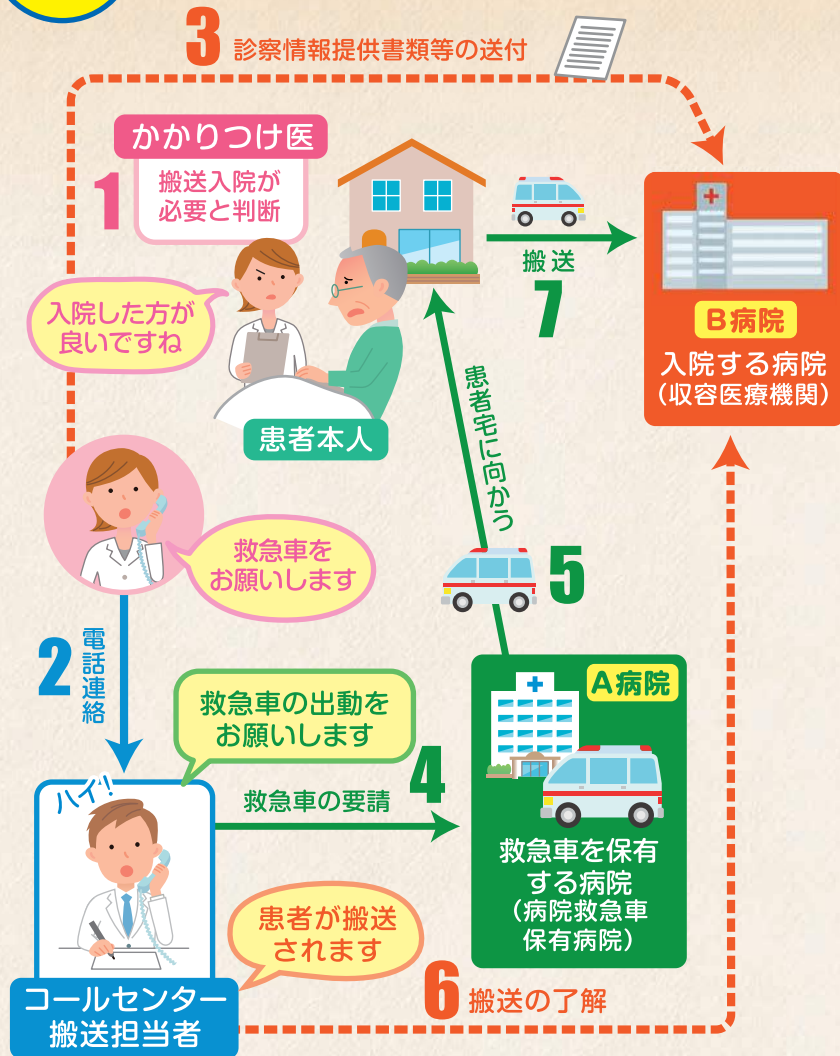 3 診察情報提供書類等の送付
かかりつけ医
1
搬送入院が
必要と判断
入院した方が
良いですね
患者本人
搬送
7
B病院
入院する病院
（収容医療機関）
患者宅に向かう
5
救急車を
お願いします
2 電話連絡
救急車の出動を
お願いします
ハイ！
救急車の要請
4
A病院
救急車を保有
する病院
（病院救急車
保有病院）
患者が搬送
されます
コールセンター
搬送担当者
6 搬送の了解